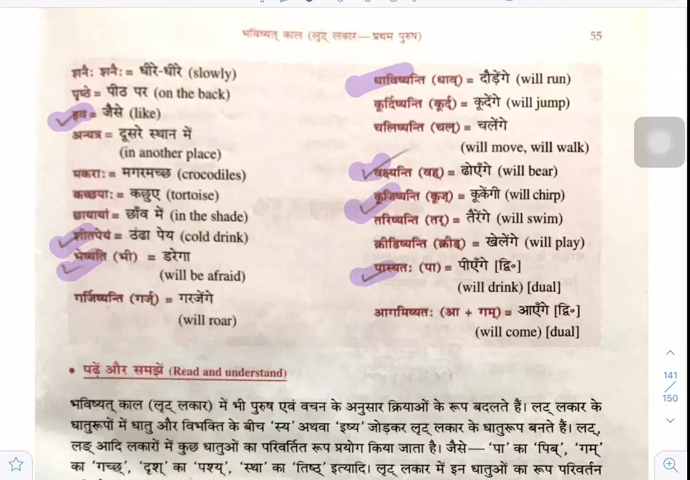 भविष्यत् काल (लृट् लकार—प्रथम पुरुष)
55
शनैः शनैः = धीरे-धीरे (slowly)
पृष्ठे = पीठ पर (on the back)
इव = जैसे (like)
अन्यत्र = दूसरे स्थान में
(in another place)
मकराः = मगरमच्छ (crocodiles)
कच्छपाः = कछुए (tortoise)
छायायां = छाँव में (in the shade)
शीतपेयं = ठंढा पेय (cold drink)
भेष्यति (भी) = डरेगा
(will be afraid)
गर्जिष्यन्ति (गर्ज्) = गरजेंगे
(will roar)
धाविष्यन्ति (धाव्) = दौड़ेंगे (will run)
कूर्दिष्यन्ति (कूर्द्) = कूदेंगे (will jump)
चलिष्यन्ति (चल्) = चलेंगे
(will move, will walk)
वक्ष्यन्ति (वह्) = ढोएँगे (will bear)
कूजिष्यन्ति (कूज्) = कूकेंगी (will chirp)
तरिष्यन्ति (तर्) = तैरेंगे (will swim)
क्रीडिष्यन्ति (क्रीड्) = खेलेंगे (will play)
पास्यतः (पा) = पीएँगे [द्वि॰]
(will drink) [dual]
आगमिष्यतः (आ + गम्) = आएँगे [द्वि॰]
(will come) [dual]
• पढ़ें और समझें (Read and understand)
भविष्यत् काल (लृट् लकार) में भी पुरुष एवं वचन के अनुसार क्रियाओं के रूप बदलते हैं। लट् लकार के
धातुरूपों में धातु और विभक्ति के बीच 'स्य' अथवा 'इष्य' जोड़कर लृट् लकार के धातुरूप बनते हैं। लट्,
लङ् आदि लकारों में कुछ धातुओं का परिवर्तित रूप प्रयोग किया जाता है। जैसे— 'पा' का 'पिब्', 'गम्'
का 'गच्छ्', 'दृश्' का 'पश्य्', 'स्था' का 'तिष्ठ्' इत्यादि। लृट् लकार में इन धातुओं का रूप परिवर्तन
141
150